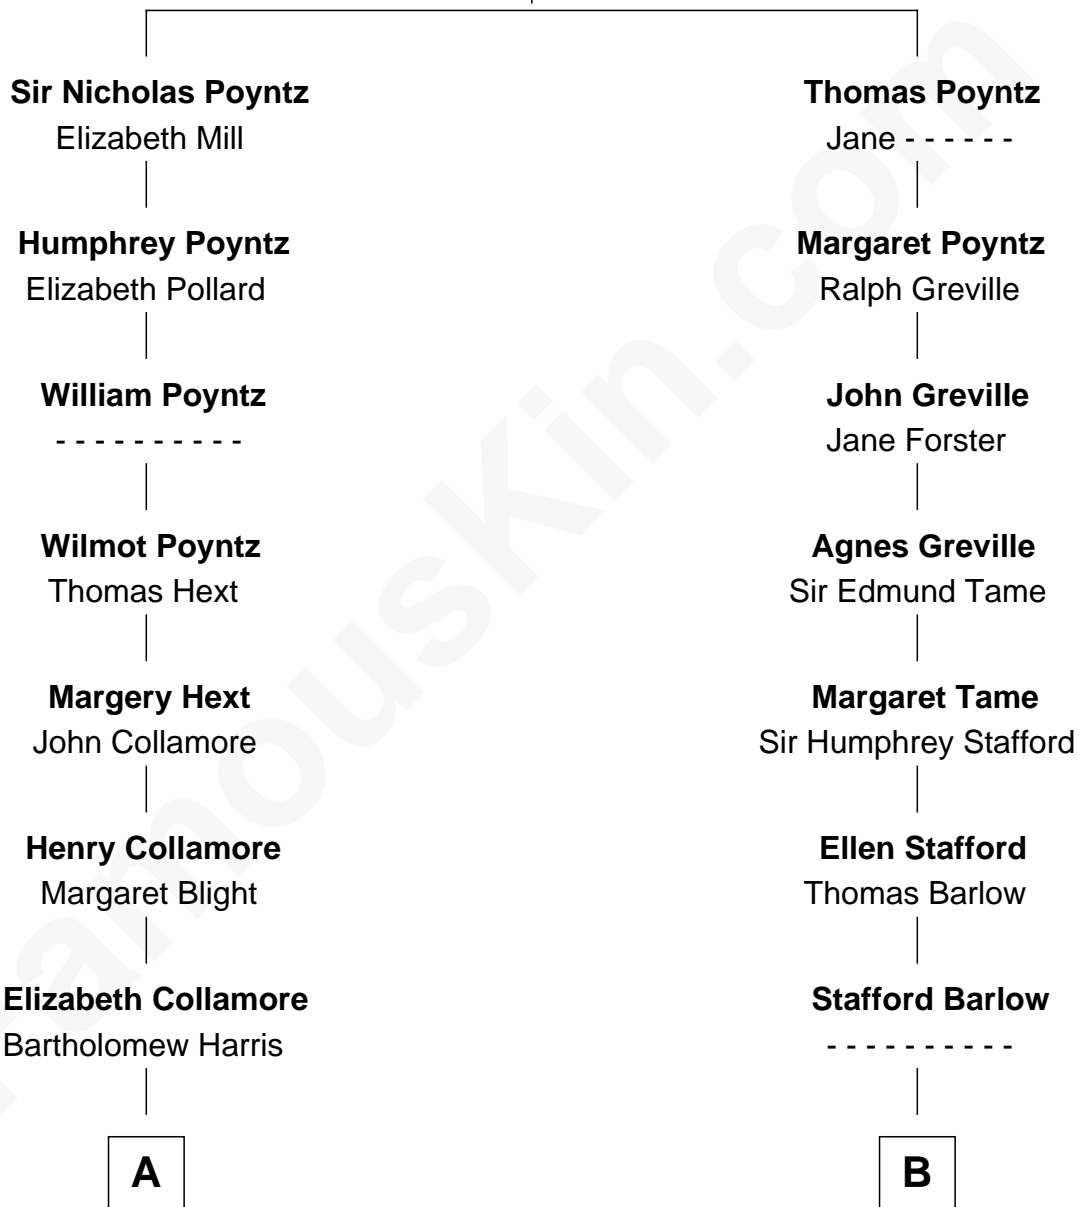 Sir Nicholas Poyntz
Elizabeth Mill
Humphrey Poyntz
Elizabeth Pollard
William Poyntz
- - - - - - - - - -
Wilmot Poyntz
Thomas Hext
Margery Hext
John Collamore
Henry Collamore
Margaret Blight
Elizabeth Collamore
Bartholomew Harris
A
Thomas Poyntz
Jane - - - - - -
Margaret Poyntz
Ralph Greville
John Greville
Jane Forster
Agnes Greville
Sir Edmund Tame
Margaret Tame
Sir Humphrey Stafford
Ellen Stafford
Thomas Barlow
Stafford Barlow
- - - - - - - - - -
B
FamousKin.com